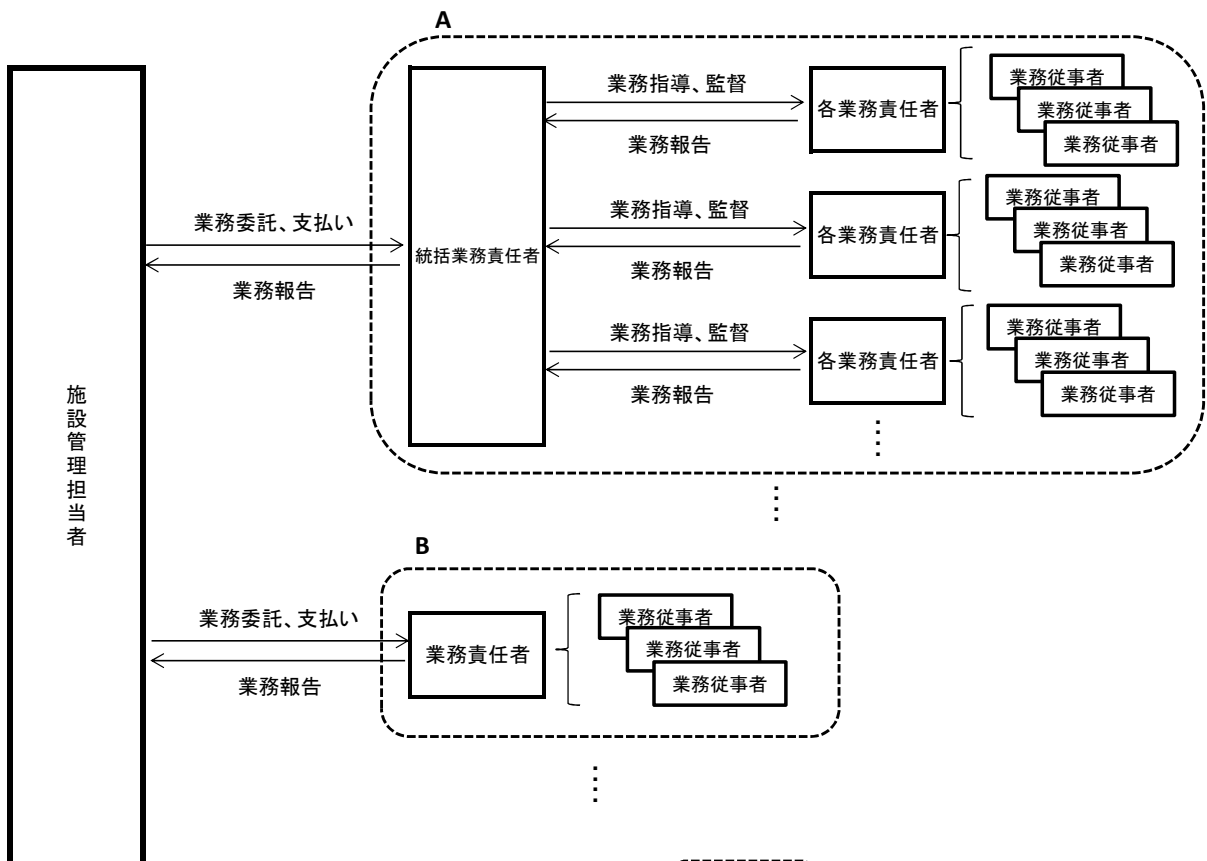 A
業務指導、監督
業務報告
各業務責任者
業務従事者
業務従事者
業務従事者
業務委託、支払い
業務報告
統括業務責任者
業務指導、監督
業務報告
各業務責任者
業務従事者
業務従事者
業務従事者
業務指導、監督
業務報告
各業務責任者
業務従事者
業務従事者
業務従事者
施設管理担当者
B
業務委託、支払い
業務報告
業務責任者
業務従事者
業務従事者
業務従事者